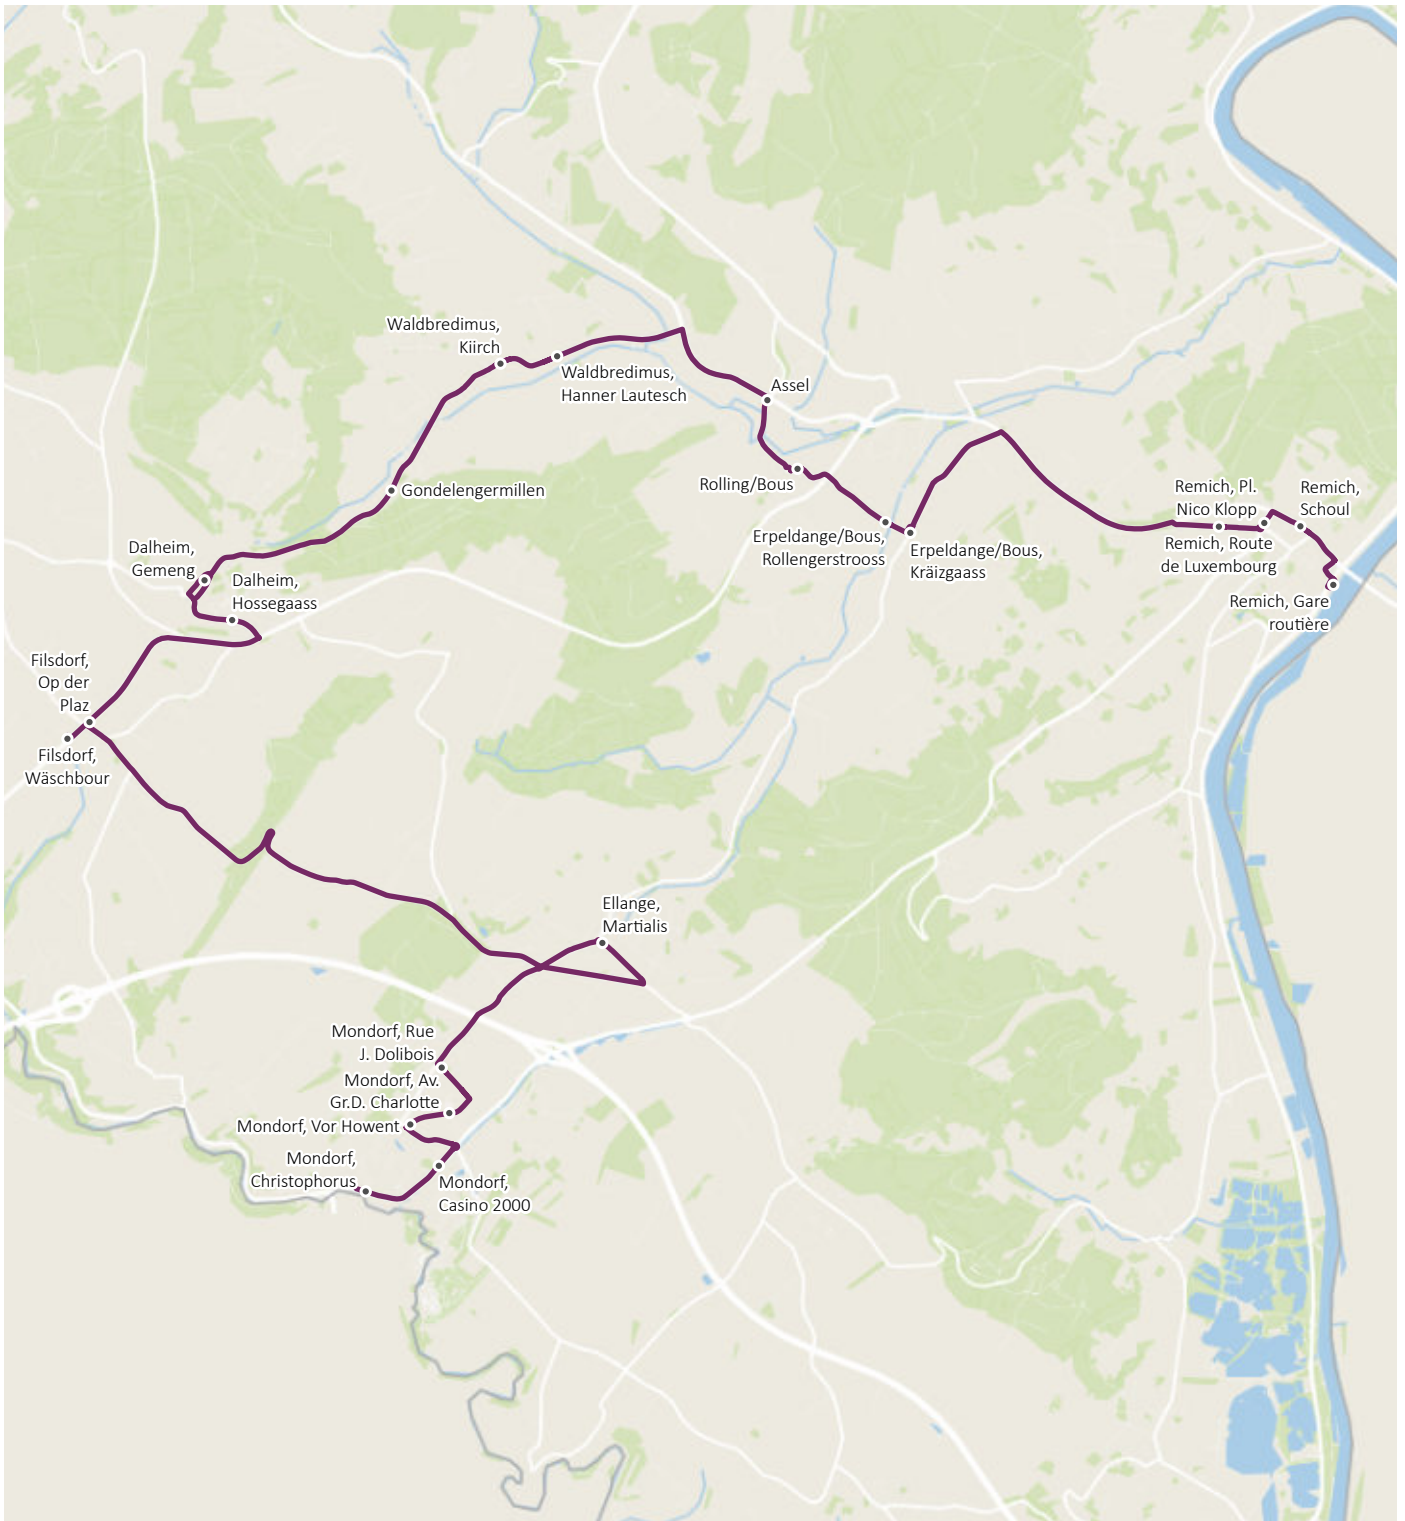 Waldbredimus,
Kiirch
Waldbredimus,
Hanner Lautesch
Assel
Gondelengermillen
Rolling/Bous
Remich, Pl.
Nico Klopp
Remich,
Schoul
Erpeldange/Bous,
Rollengerstrooss
Erpeldange/Bous,
Kräizgaass
Remich, Route
de Luxembourg
Remich, Gare
routière
Dalheim,
Gemeng
Dalheim,
Hossegaass
Filsdorf,
Op der
Plaz
Filsdorf,
Wäschbour
Ellange,
Martialis
Mondorf, Rue
J. Dolibois
Mondorf, Av.
Gr.D. Charlotte
Mondorf, Vor Howent
Mondorf,
Christophorus
Mondorf,
Casino 2000